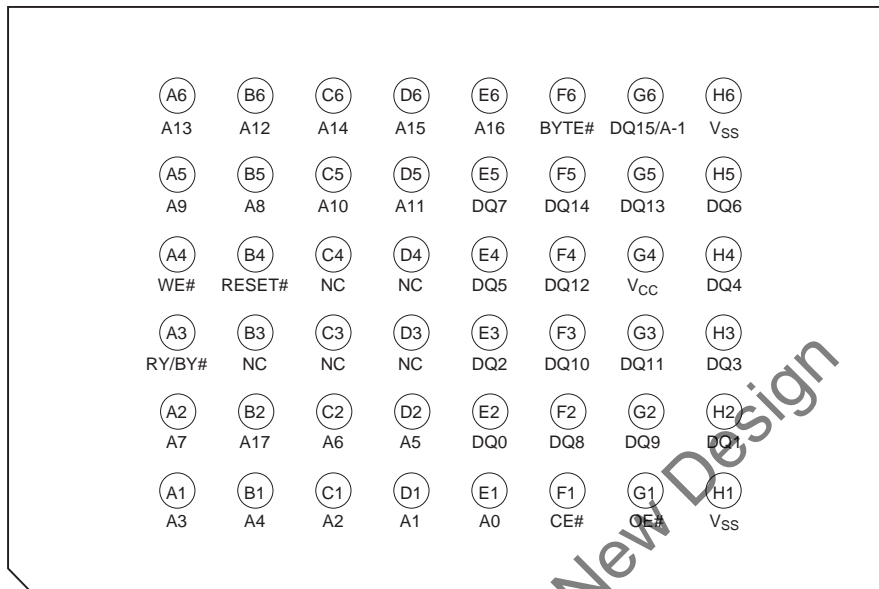 A6 B6 C6 D6 E6 F6 G6 H6
A13 A12 A14 A15 A16 BYTE# DQ15/A-1 VSS
A5 B5 C5 D5 E5 F5 G5 H5
A9 A8 A10 A11 DQ7 DQ14 DQ13 DQ6
A4 B4 C4 D4 E4 F4 G4 H4
WE# RESET# NC NC DQ5 DQ12 VCC DQ4
A3 B3 C3 D3 E3 F3 G3 H3
RY/BY# NC NC NC DQ2 DQ10 DQ11 DQ3
A2 B2 C2 D2 E2 F2 G2 H2
A7 A17 A6 A5 DQ0 DQ8 DQ9 DQ1
A1 B1 C1 D1 E1 F1 G1 H1
A3 A4 A2 A1 A0 CE# OE# VSS
New Design